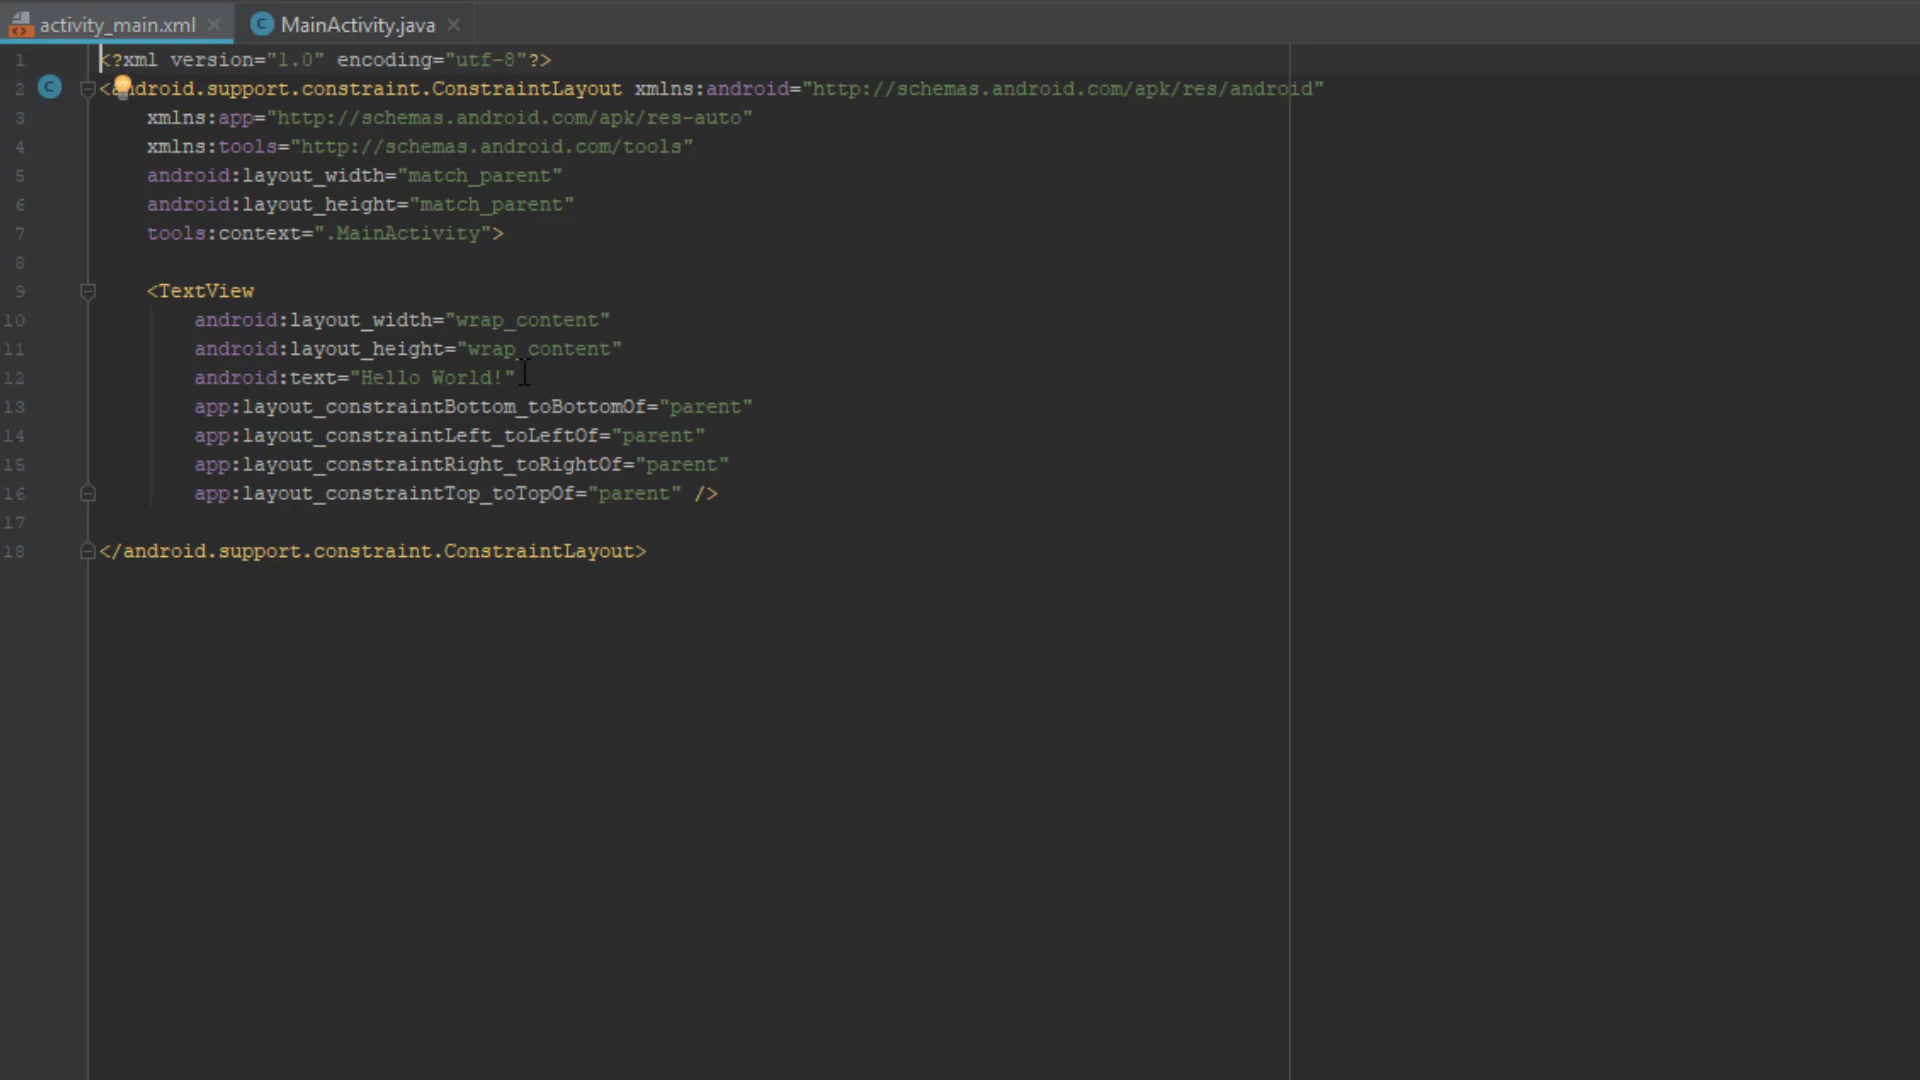 activity_main.xml
MainActivity.java
1 <?xml version="1.0" encoding="utf-8"?>
2 C <android.support.constraint.ConstraintLayout xmlns:android="http://schemas.android.com/apk/res/android"
3 xmlns:app="http://schemas.android.com/apk/res-auto"
4 xmlns:tools="http://schemas.android.com/tools"
5 android:layout_width="match_parent"
6 android:layout_height="match_parent"
7 tools:context=".MainActivity">
8
9 <TextView
10 android:layout_width="wrap_content"
11 android:layout_height="wrap_content"
12 android:text="Hello World!"
13 app:layout_constraintBottom_toBottomOf="parent"
14 app:layout_constraintLeft_toLeftOf="parent"
15 app:layout_constraintRight_toRightOf="parent"
16 app:layout_constraintTop_toTopOf="parent" />
17
18 </android.support.constraint.ConstraintLayout>